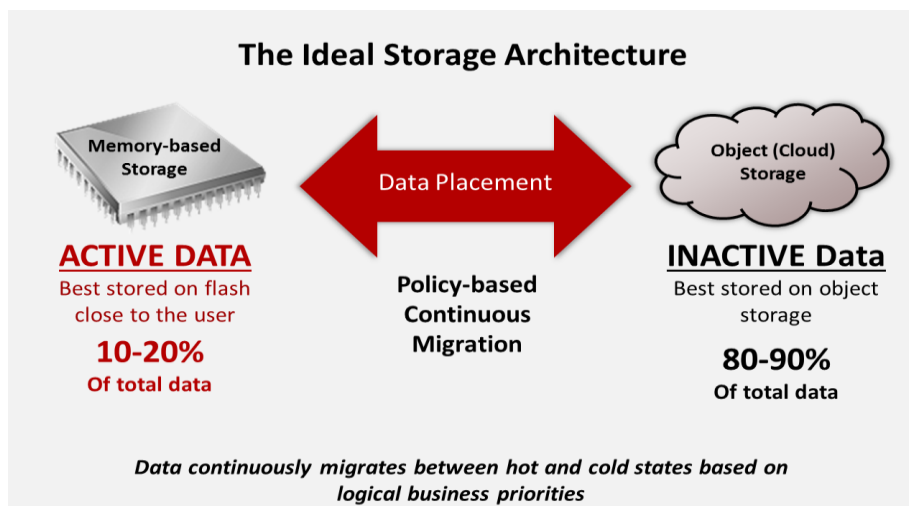 The Ideal Storage Architecture
Memory-based
Storage
Data Placement
Object (Cloud)
Storage
ACTIVE DATA
Best stored on flash
close to the user
10-20%
Of total data
Policy-based
Continuous
Migration
INACTIVE Data
Best stored on object
storage
80-90%
Of total data
Data continuously migrates between hot and cold states based on
logical business priorities